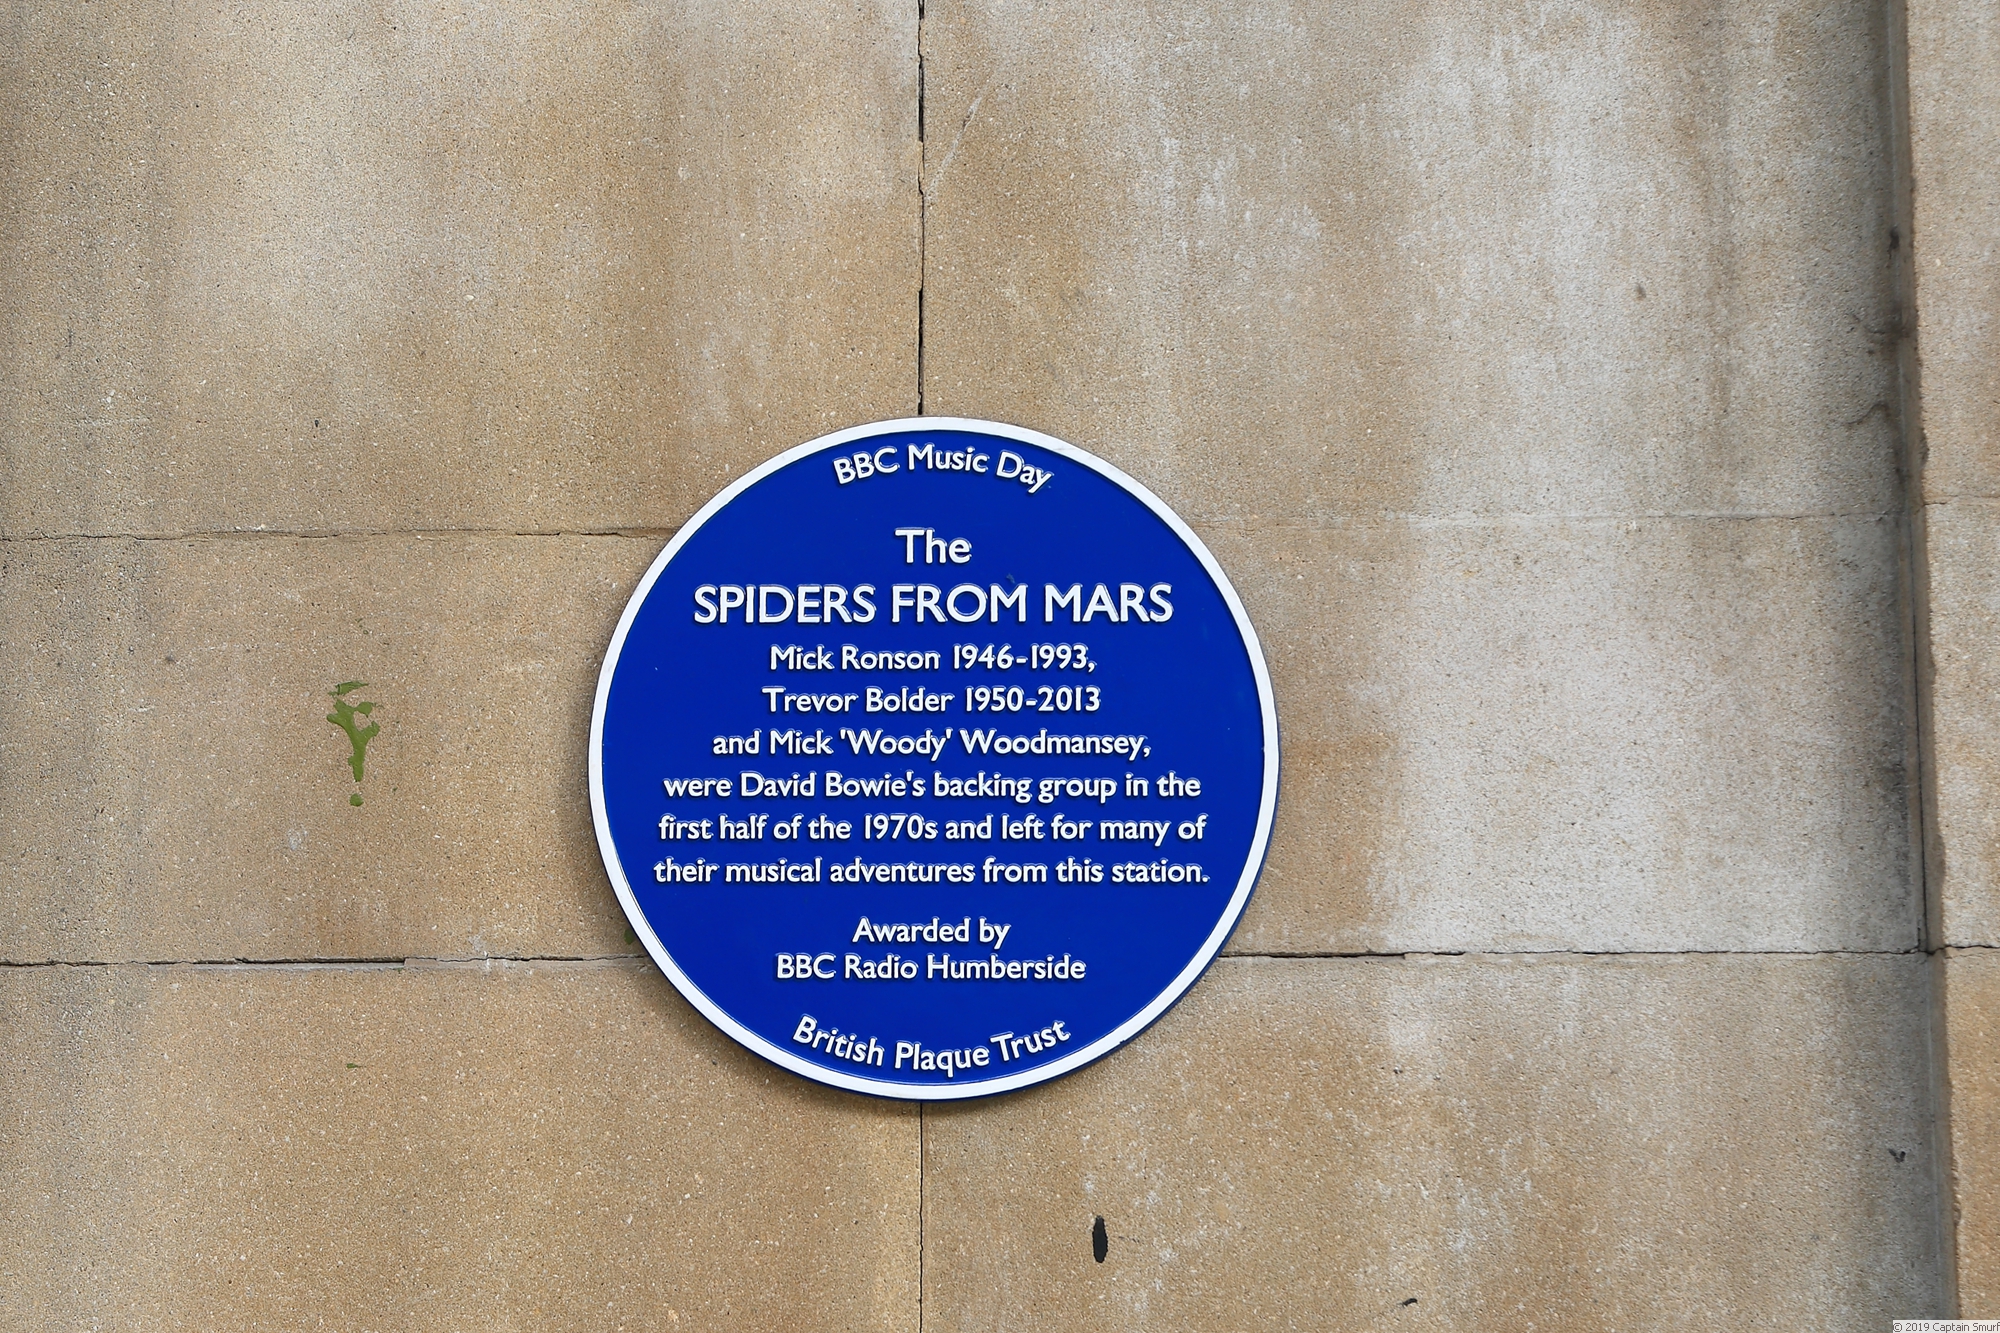 BBC Music Day
The
SPIDERS FROM MARS
Mick Ronson 1946-1993,
Trevor Bolder 1950-2013
and Mick 'Woody' Woodmansey,
were David Bowie's backing group in the
first half of the 1970s and left for many of
their musical adventures from this station.
Awarded by
BBC Radio Humberside
British Plaque Trust
© 2019 Captain Smurf